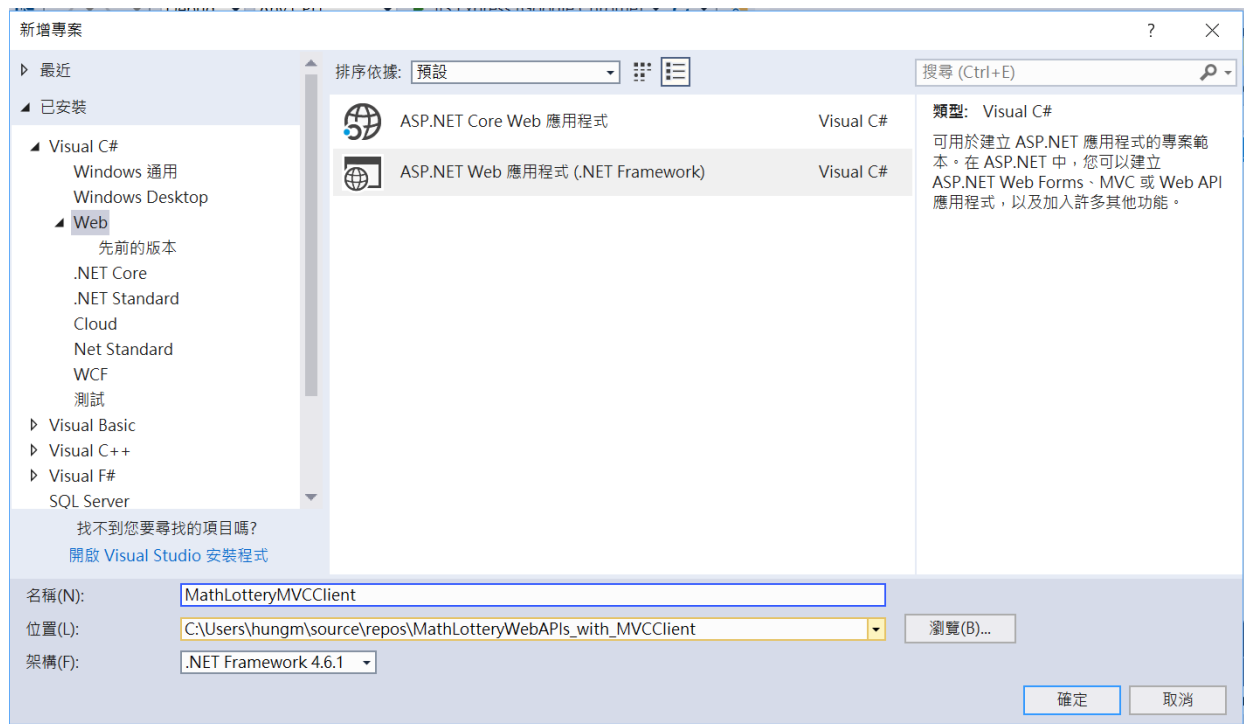 新增專案
?
最近
已安裝
Visual C#
Windows 通用
Windows Desktop
Web
先前的版本
.NET Core
.NET Standard
Cloud
Net Standard
WCF
測試
Visual Basic
Visual C++
Visual F#
SQL Server
找不到您要尋找的項目嗎?
開啟 Visual Studio 安裝程式
排序依據: 預設
ASP.NET Core Web 應用程式 Visual C#
ASP.NET Web 應用程式 (.NET Framework) Visual C#
搜尋 (Ctrl+E)
類型: Visual C#
可用於建立 ASP.NET 應用程式的專案範
本。在 ASP.NET 中，您可以建立
ASP.NET Web Forms、MVC 或 Web API
應用程式，以及加入許多其他功能。
名稱(N): MathLotteryMVCClient
位置(L): C:\Users\hungm\source\repos\MathLotteryWebAPIs_with_MVCClient 瀏覽(B)...
架構(F): .NET Framework 4.6.1
確定 取消